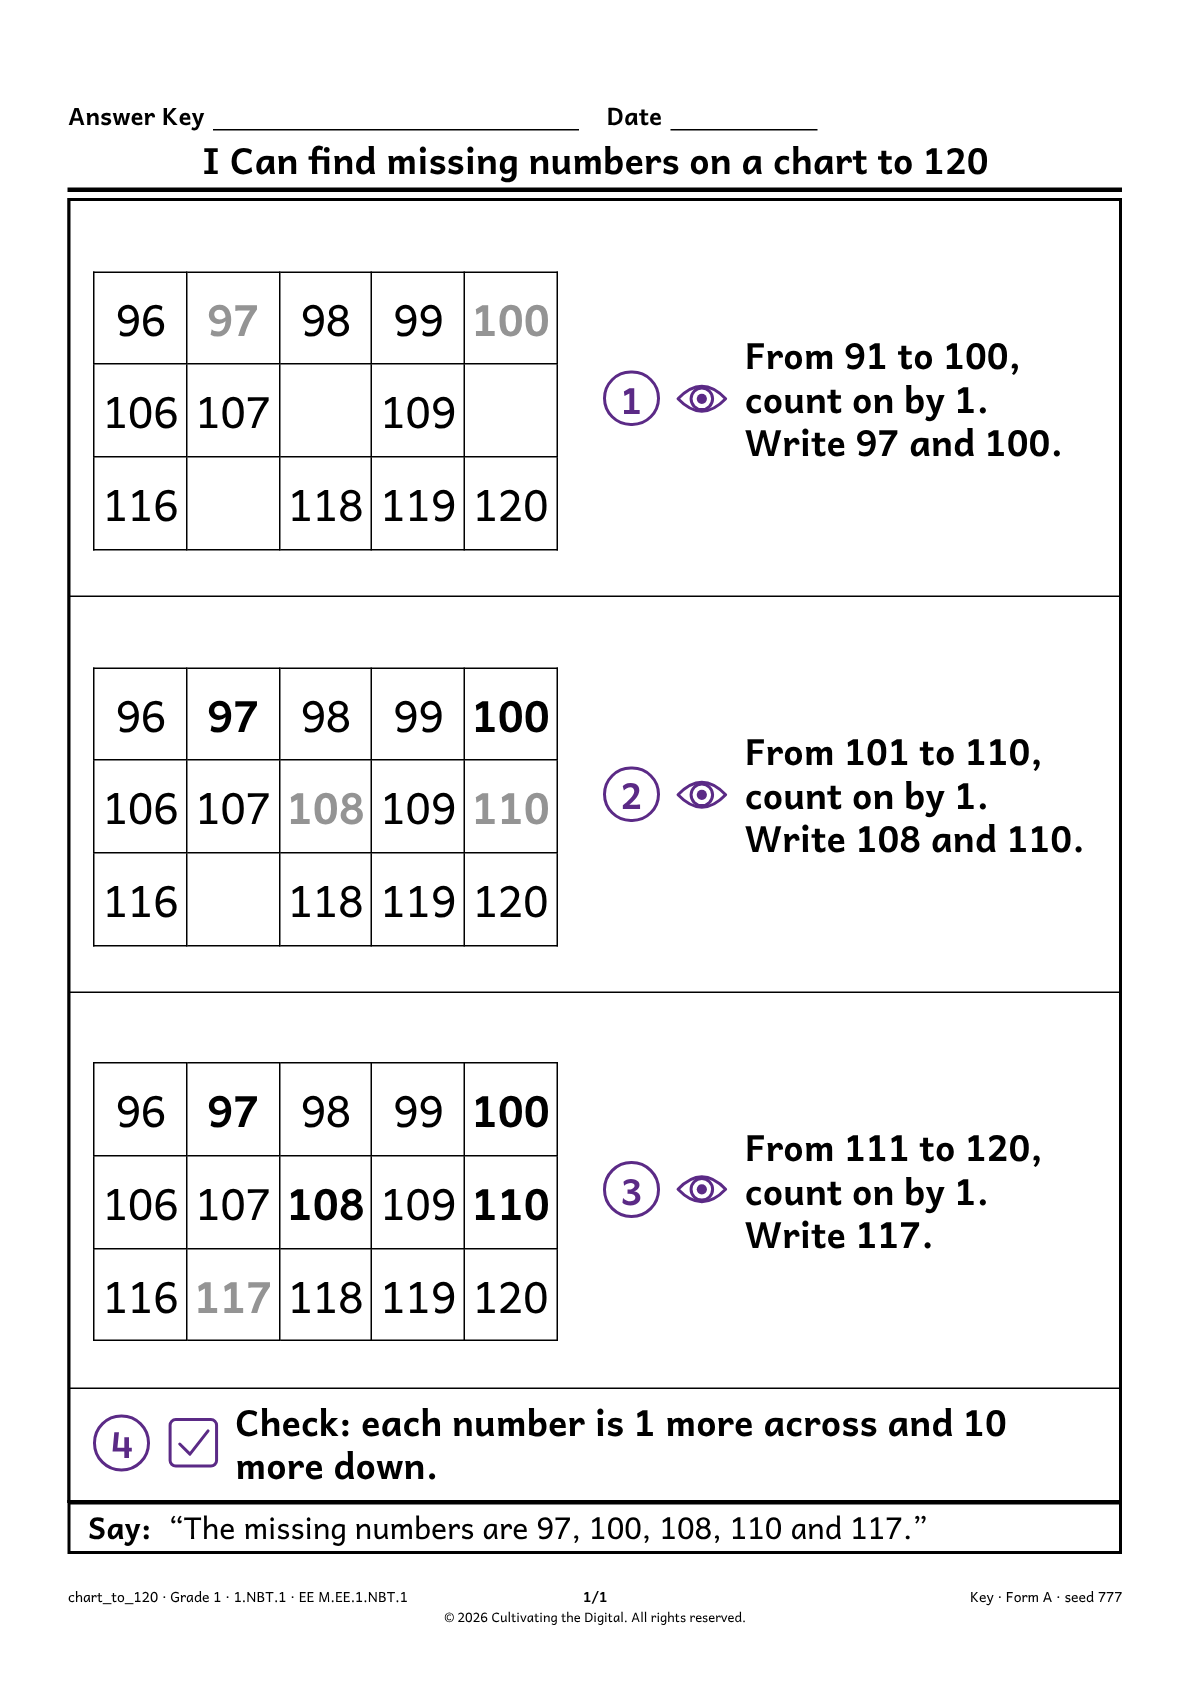 Answer Key Date
I Can find missing numbers on a chart to 120
96 97 98 99 100
106 107 109
116 118 119 120
1 From 91 to 100,
count on by 1.
Write 97 and 100.
96 97 98 99 100
106 107 108 109 110
116 118 119 120
2 From 101 to 110,
count on by 1.
Write 108 and 110.
96 97 98 99 100
106 107 108 109 110
116 117 118 119 120
3 From 111 to 120,
count on by 1.
Write 117.
4 Check: each number is 1 more across and 10
more down.
Say: “The missing numbers are 97, 100, 108, 110 and 117.”
chart_to_120 · Grade 1 · 1.NBT.1 · EE M.EE.1.NBT.1 1/1 Key · Form A · seed 777
© 2026 Cultivating the Digital. All rights reserved.